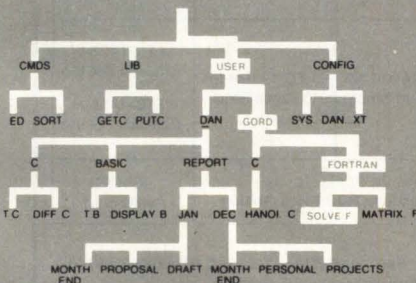 CMDS LIB USER CONFIG
ED SORT GETC PUTC DAN GORD SYS DAN XT
C BASIC REPORT C FORTRAN
T C DIFF C T B DISPLAY B JAN DEC HANOI C SOLVE F MATRIX F
MONTH PROPOSAL DRAFT MONTH PERSONAL PROJECTS
END END